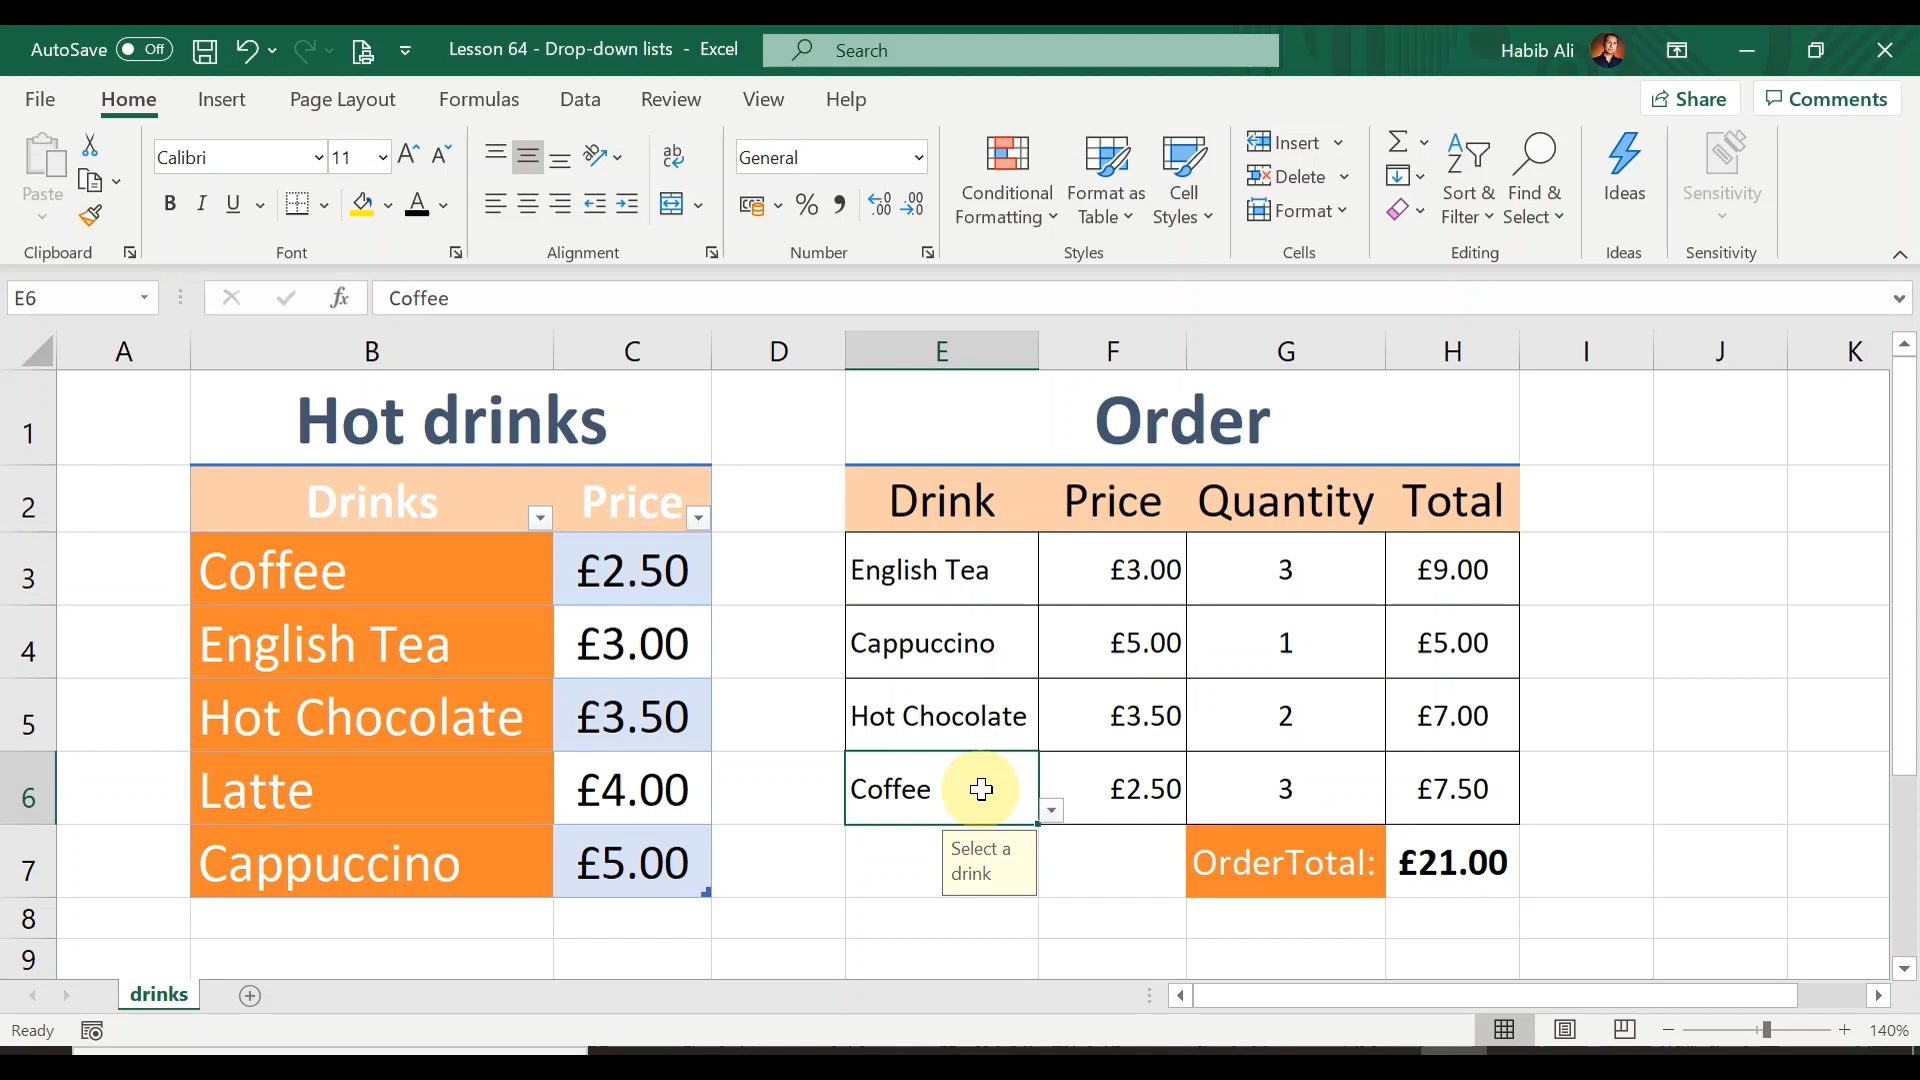 AutoSave Off Lesson 64 - Drop-down lists - Excel Search Habib Ali
File Home Insert Page Layout Formulas Data Review View Help Share Comments
Paste
Clipboard
Calibri 11
B I U
Font
ab
Alignment
General
% 9 .00 .00
Number
Conditional Formatting
Format as Table
Cell Styles
Styles
Insert
Delete
Format
Cells
Sort & Filter
Find & Select
Editing
Ideas
Ideas
Sensitivity
Sensitivity
E6 fx Coffee
A B C D E F G H I J K
1 Hot drinks Order
2 Drinks Price Drink Price Quantity Total
3 Coffee £2.50 English Tea £3.00 3 £9.00
4 English Tea £3.00 Cappuccino £5.00 1 £5.00
5 Hot Chocolate £3.50 Hot Chocolate £3.50 2 £7.00
6 Latte £4.00 Coffee £2.50 3 £7.50
Select a
drink
7 Cappuccino £5.00 OrderTotal: £21.00
8
9
drinks
Ready 140%